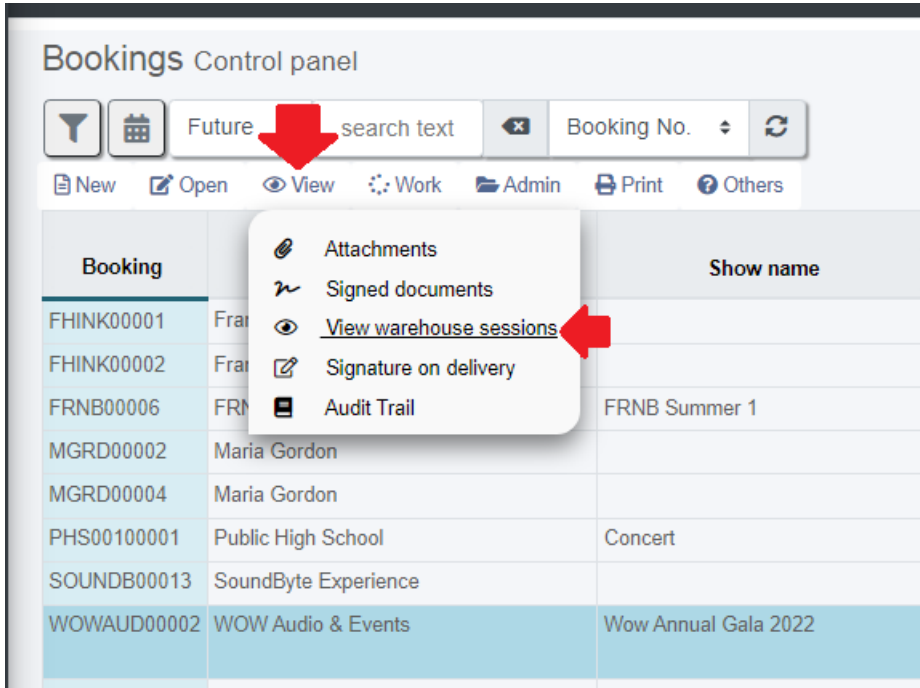 Bookings Control panel
Future search text Booking No.
New Open View Work Admin Print Others
Attachments
Signed documents
View warehouse sessions
Signature on delivery
Audit Trail
Booking Show name
FHINK00001
FHINK00002
FRNB00006 FRNB Summer 1
MGRD00002 Maria Gordon
MGRD00004 Maria Gordon
PHS00100001 Public High School Concert
SOUNDB00013 SoundByte Experience
WOWAUD00002 WOW Audio & Events Wow Annual Gala 2022